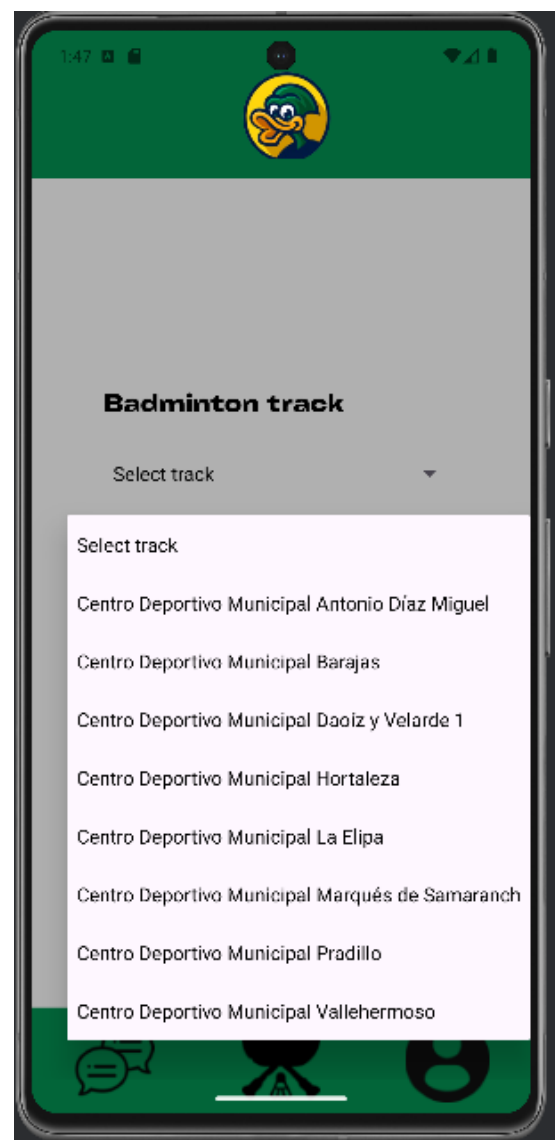 1:47
Badminton track
Select track
Select track
Centro Deportivo Municipal Antonio Díaz Miguel
Centro Deportivo Municipal Barajas
Centro Deportivo Municipal Daoiz y Velarde 1
Centro Deportivo Municipal Hortaleza
Centro Deportivo Municipal La Elipa
Centro Deportivo Municipal Marqués de Samaranch
Centro Deportivo Municipal Pradillo
Centro Deportivo Municipal Vallehermoso